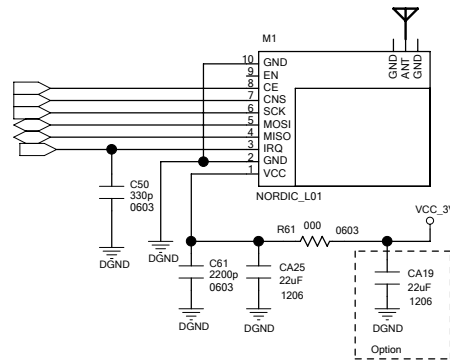 M1
GND
ANT
GND
10 GND
9 EN
8 CE
7 CNS
6 SCK
5 MOSI
4 MISO
3 IRQ
2 GND
1 VCC
NORDIC_L01
C50
330p
0603
DGND
DGND
R61 000 0603
VCC_3V
C61
2200p
0603
DGND
CA25
22uF
1206
DGND
CA19
22uF
1206
DGND
Option